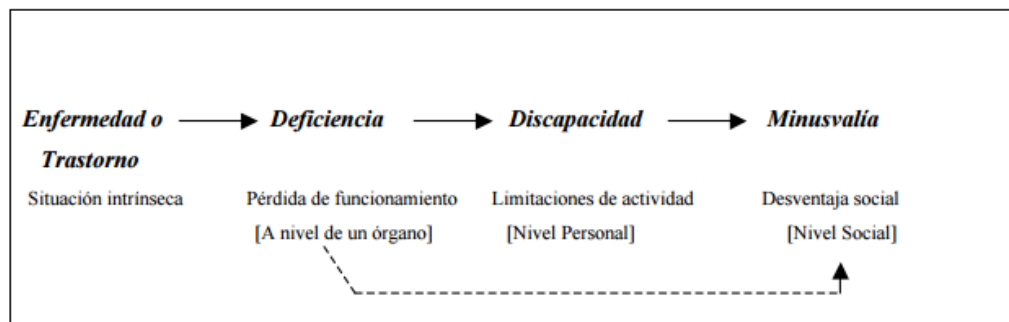 Enfermedad o Deficiencia Discapacidad Minusvalía
Trastorno
Situación intrínseca Pérdida de funcionamiento Limitaciones de actividad Desventaja social
[A nivel de un órgano] [Nivel Personal] [Nivel Social]